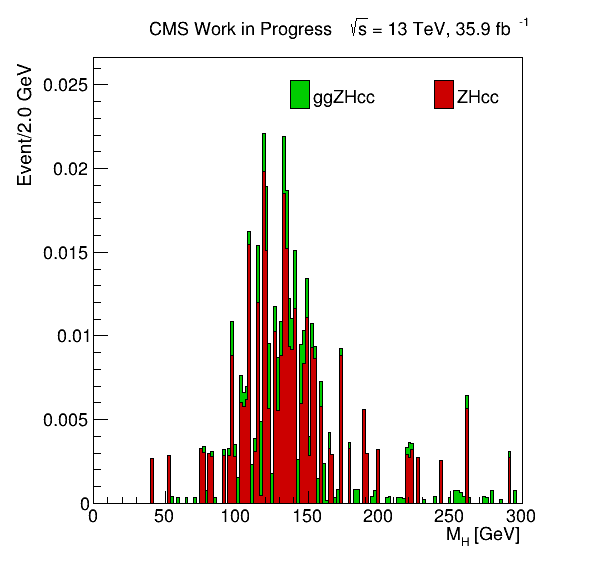 CMS Work in Progress √s = 13 TeV, 35.9 fb⁻¹
Event/2.0 GeV
ggZHcc ZHcc
0.025
0.02
0.015
0.01
0.005
0
0 50 100 150 200 250 300
M_H [GeV]